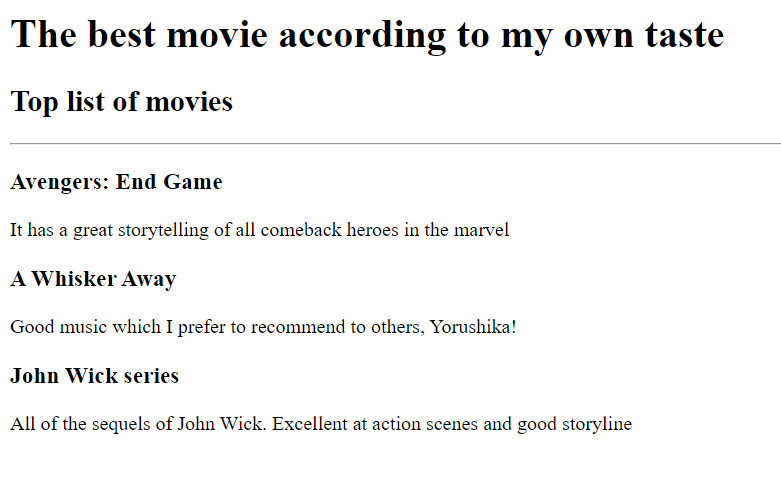 The best movie according to my own taste
Top list of movies
Avengers: End Game
It has a great storytelling of all comeback heroes in the marvel
A Whisker Away
Good music which I prefer to recommend to others, Yorushika!
John Wick series
All of the sequels of John Wick. Excellent at action scenes and good storyline